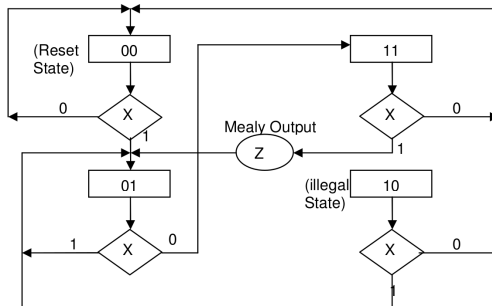 (Reset
State)
00
11
X
0
1
X
0
1
Mealy Output
Z
01
(illegal
State)
10
X
1
0
X
0
1